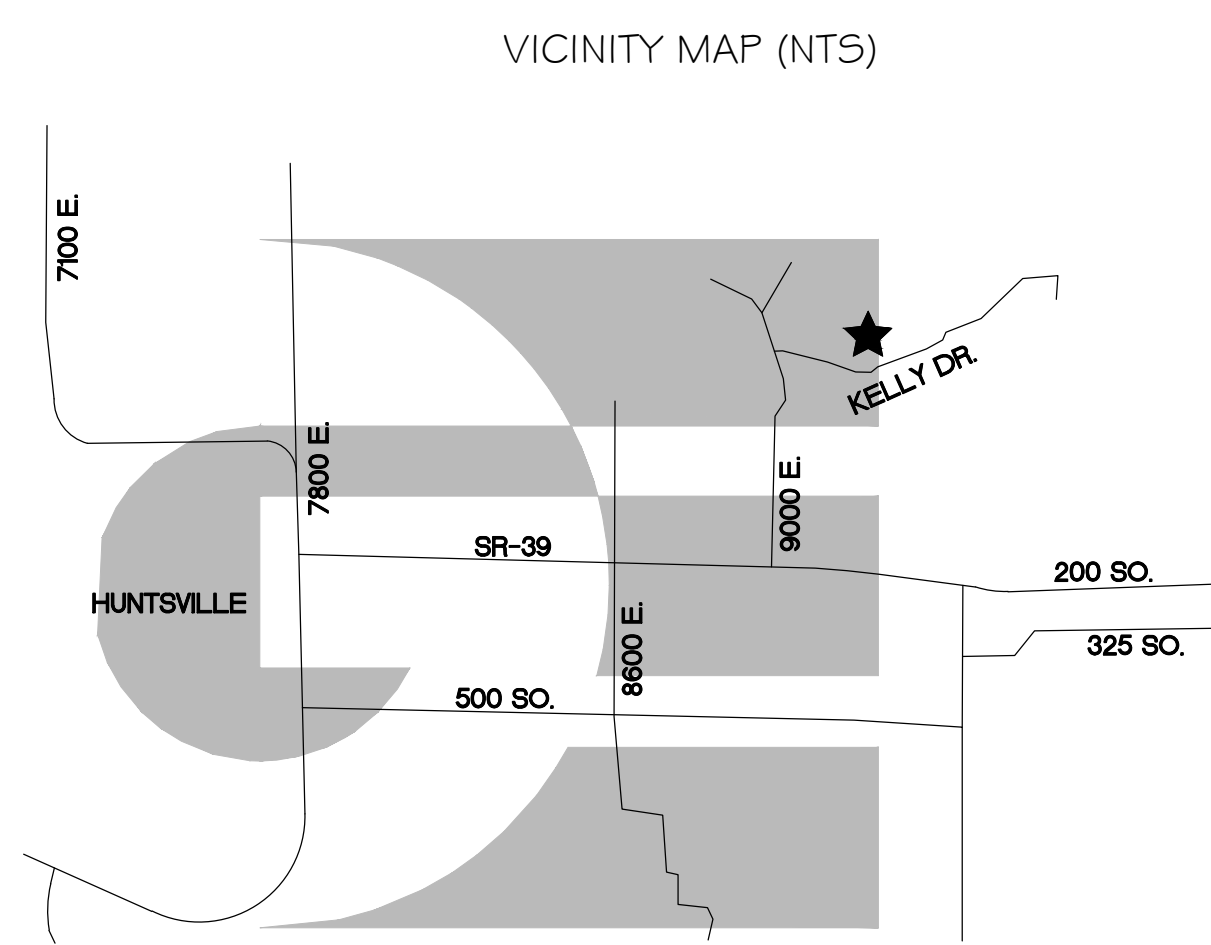 VICINITY MAP (NTS)
7100 E.
KELLY DR.
7800 E.
9000 E.
SR-39
200 SO.
HUNTSVILLE
8600 E.
325 SO.
500 SO.